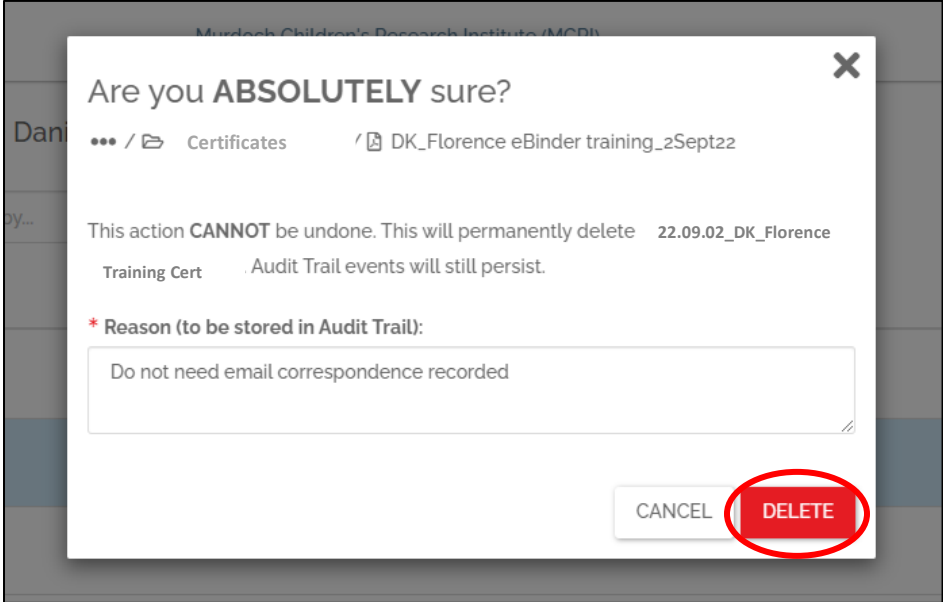 Murdoch Children's Research Institute (MCRI)
Are you ABSOLUTELY sure?
Dani
••• / Certificates / DK_Florence eBinder training_2Sept22
by...
This action CANNOT be undone. This will permanently delete 22.09.02_DK_Florence
Training Cert . Audit Trail events will still persist.
* Reason (to be stored in Audit Trail):
Do not need email correspondence recorded
CANCEL DELETE